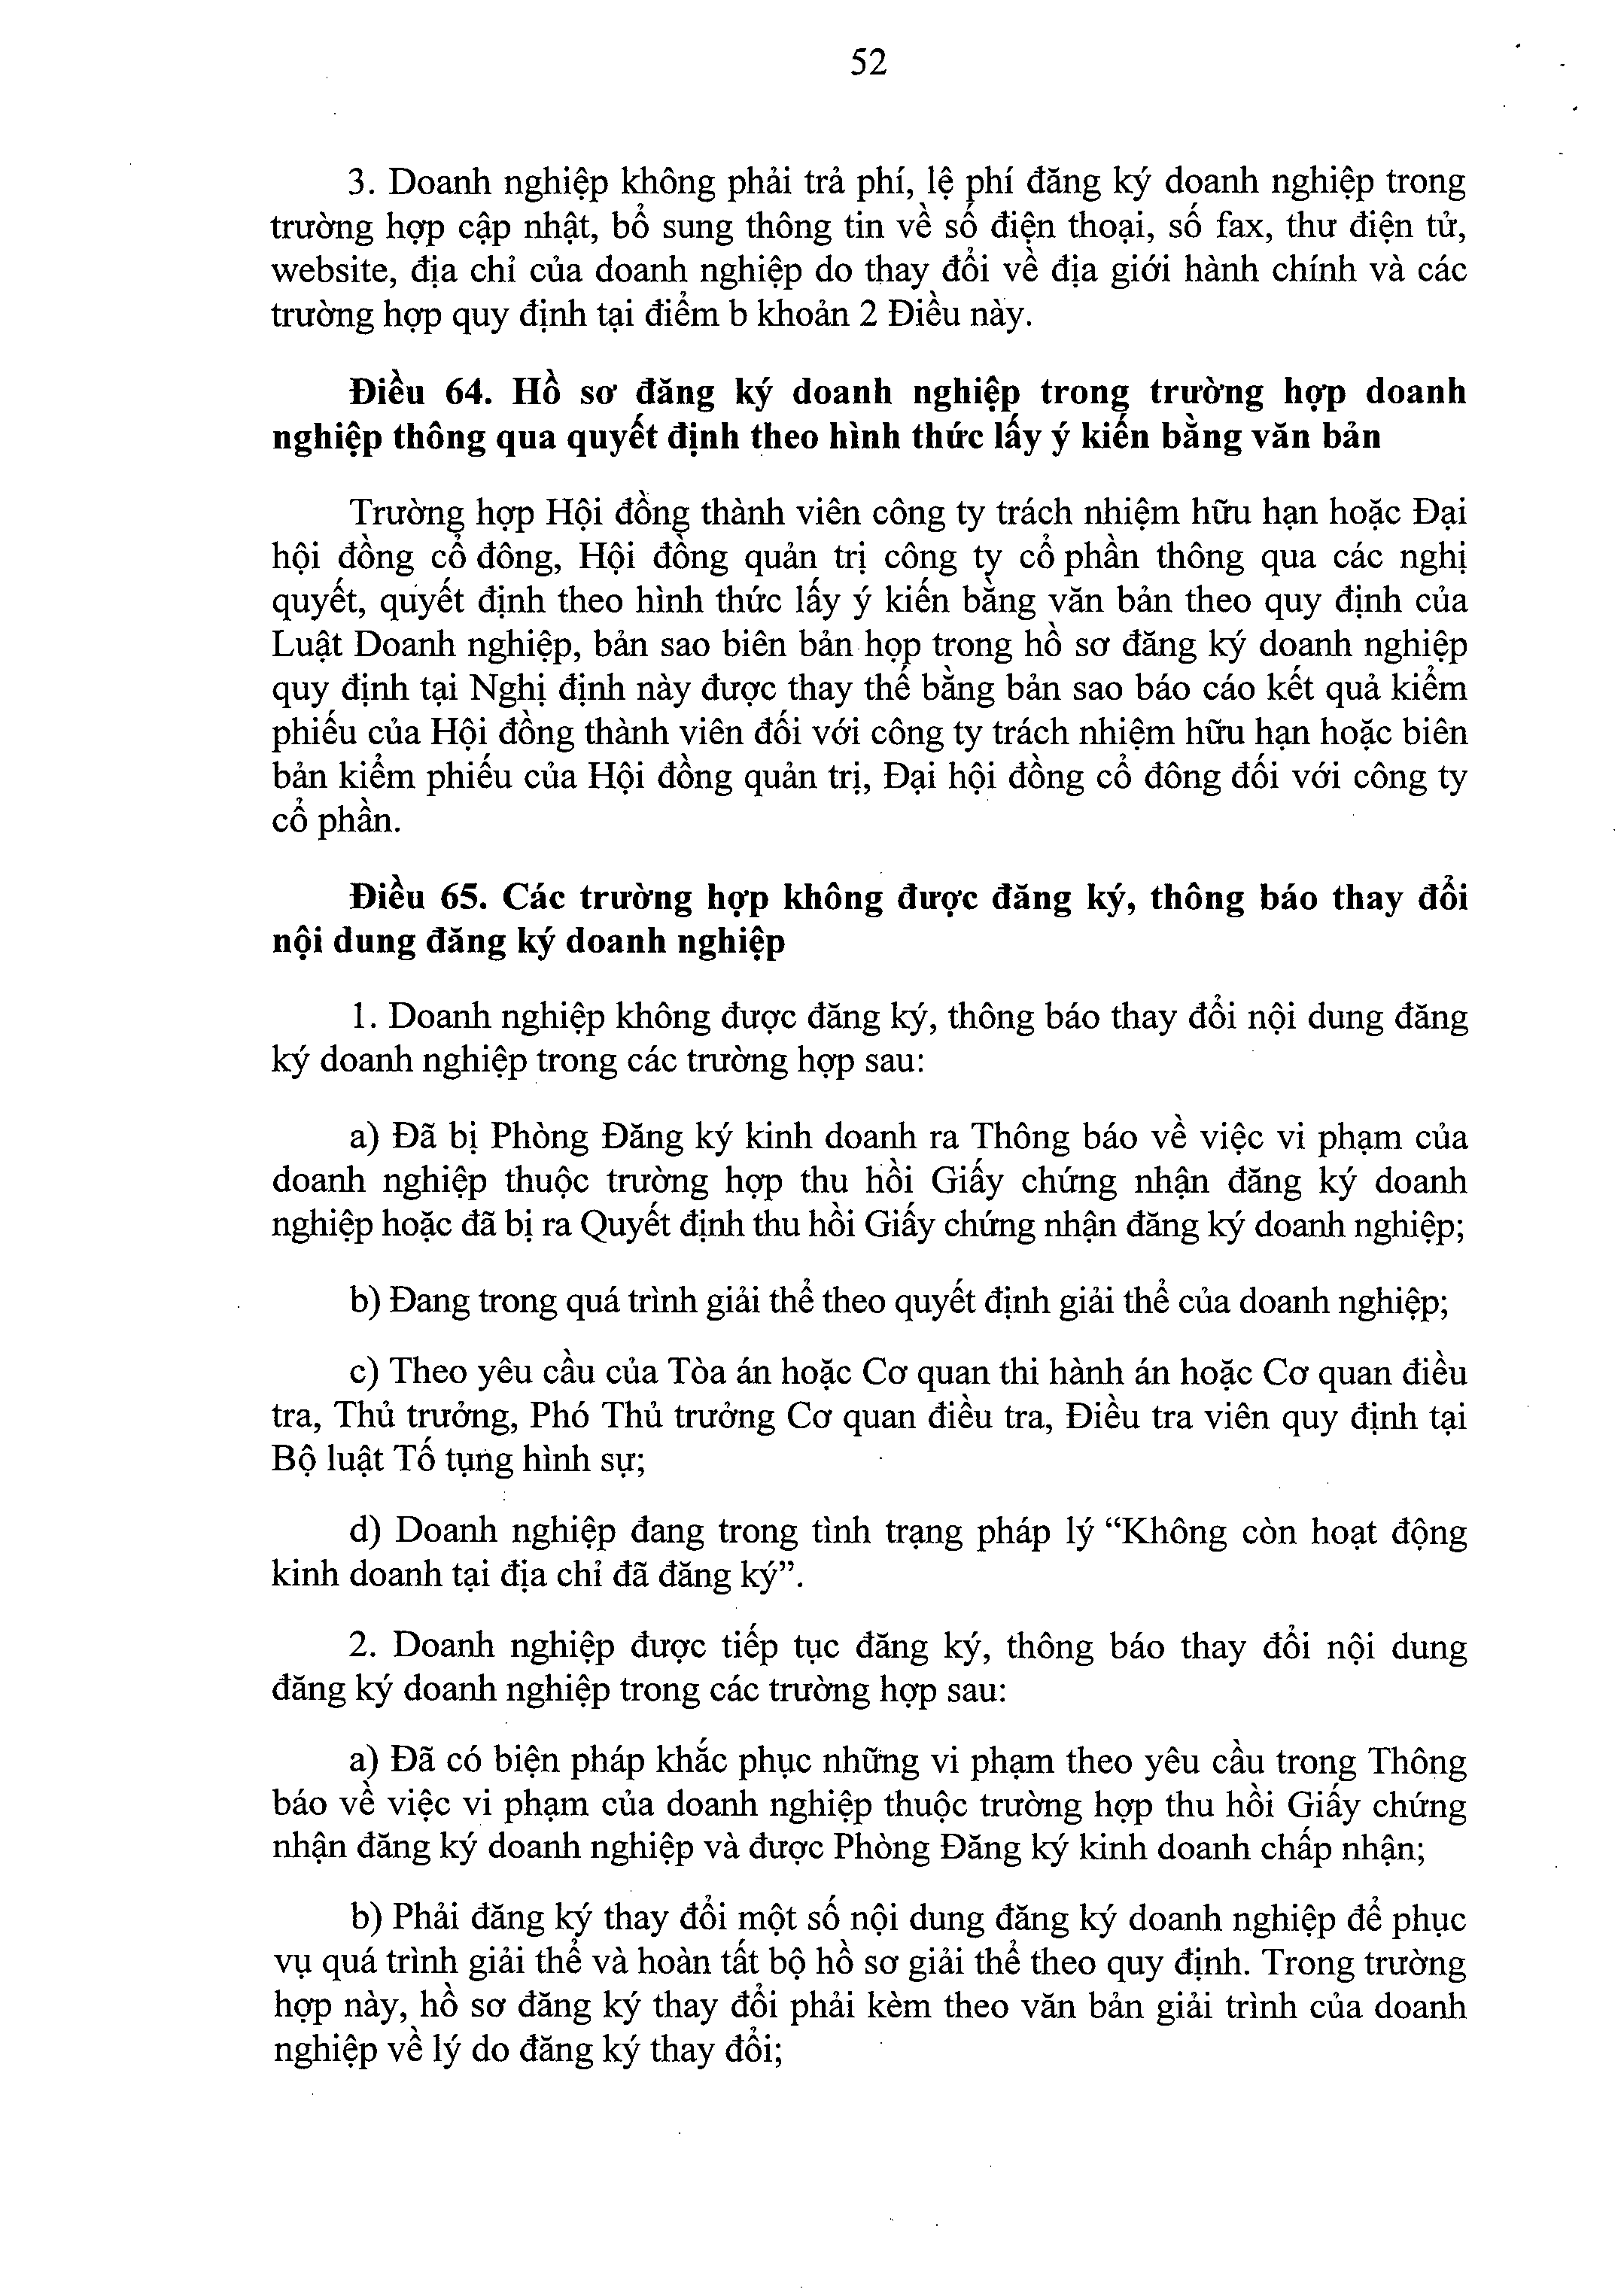 52
3. Doanh nghiệp không phải trả phí, lệ phí đăng ký doanh nghiệp trong
trường hợp cập nhật, bổ sung thông tin về số điện thoại, số fax, thư điện tử,
website, địa chỉ của doanh nghiệp do thay đổi về địa giới hành chính và các
trường hợp quy định tại điểm b khoản 2 Điều này.
Điều 64. Hồ sơ đăng ký doanh nghiệp trong trường hợp doanh
nghiệp thông qua quyết định theo hình thức lấy ý kiến bằng văn bản
Trường hợp Hội đồng thành viên công ty trách nhiệm hữu hạn hoặc Đại
hội đồng cổ đông, Hội đồng quản trị công ty cổ phần thông qua các nghị
quyết, quyết định theo hình thức lấy ý kiến bằng văn bản theo quy định của
Luật Doanh nghiệp, bản sao biên bản họp trong hồ sơ đăng ký doanh nghiệp
quy định tại Nghị định này được thay thế bằng bản sao báo cáo kết quả kiểm
phiếu của Hội đồng thành viên đối với công ty trách nhiệm hữu hạn hoặc biên
bản kiểm phiếu của Hội đồng quản trị, Đại hội đồng cổ đông đối với công ty
cổ phần.
Điều 65. Các trường hợp không được đăng ký, thông báo thay đổi
nội dung đăng ký doanh nghiệp
1. Doanh nghiệp không được đăng ký, thông báo thay đổi nội dung đăng
ký doanh nghiệp trong các trường hợp sau:
a) Đã bị Phòng Đăng ký kinh doanh ra Thông báo về việc vi phạm của
doanh nghiệp thuộc trường hợp thu hồi Giấy chứng nhận đăng ký doanh
nghiệp hoặc đã bị ra Quyết định thu hồi Giấy chứng nhận đăng ký doanh nghiệp;
b) Đang trong quá trình giải thể theo quyết định giải thể của doanh nghiệp;
c) Theo yêu cầu của Tòa án hoặc Cơ quan thi hành án hoặc Cơ quan điều
tra, Thủ trưởng, Phó Thủ trưởng Cơ quan điều tra, Điều tra viên quy định tại
Bộ luật Tố tụng hình sự;
d) Doanh nghiệp đang trong tình trạng pháp lý “Không còn hoạt động
kinh doanh tại địa chỉ đã đăng ký”.
2. Doanh nghiệp được tiếp tục đăng ký, thông báo thay đổi nội dung
đăng ký doanh nghiệp trong các trường hợp sau:
a) Đã có biện pháp khắc phục những vi phạm theo yêu cầu trong Thông
báo về việc vi phạm của doanh nghiệp thuộc trường hợp thu hồi Giấy chứng
nhận đăng ký doanh nghiệp và được Phòng Đăng ký kinh doanh chấp nhận;
b) Phải đăng ký thay đổi một số nội dung đăng ký doanh nghiệp để phục
vụ quá trình giải thể và hoàn tất bộ hồ sơ giải thể theo quy định. Trong trường
hợp này, hồ sơ đăng ký thay đổi phải kèm theo văn bản giải trình của doanh
nghiệp về lý do đăng ký thay đổi;